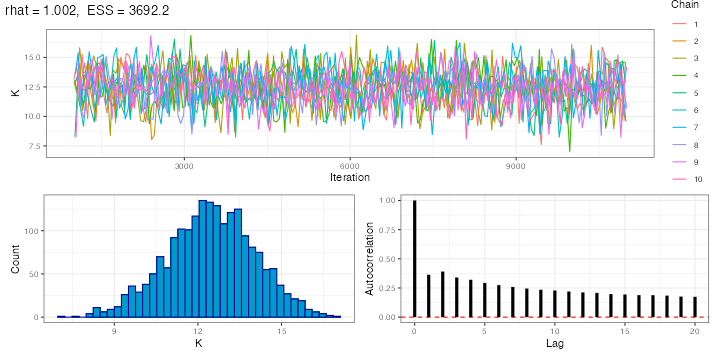 rhat = 1.002,  ESS = 3692.2
Chain
1
2
3
4
5
6
7
8
9
10
K
15.0
12.5
10.0
7.5
3000 6000 9000
Iteration
Count
100
50
0
9 12 15
K
Autocorrelation
1.00
0.75
0.50
0.25
0.00
0 5 10 15 20
Lag